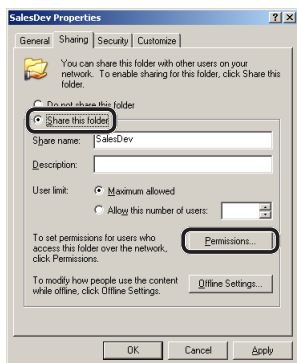 SalesDev Properties
General Sharing Security Customize
You can share this folder with other users on your
network. To enable sharing for this folder, click Share this
folder.
Do not share this folder
Share this folder
Share name: SalesDev
Description:
User limit: Maximum allowed
Allow this number of users:
To set permissions for users who
access this folder over the network,
click Permissions.
Permissions...
To modify how people use the content
while offline, click Offline Settings.
Offline Settings...
OK Cancel Apply